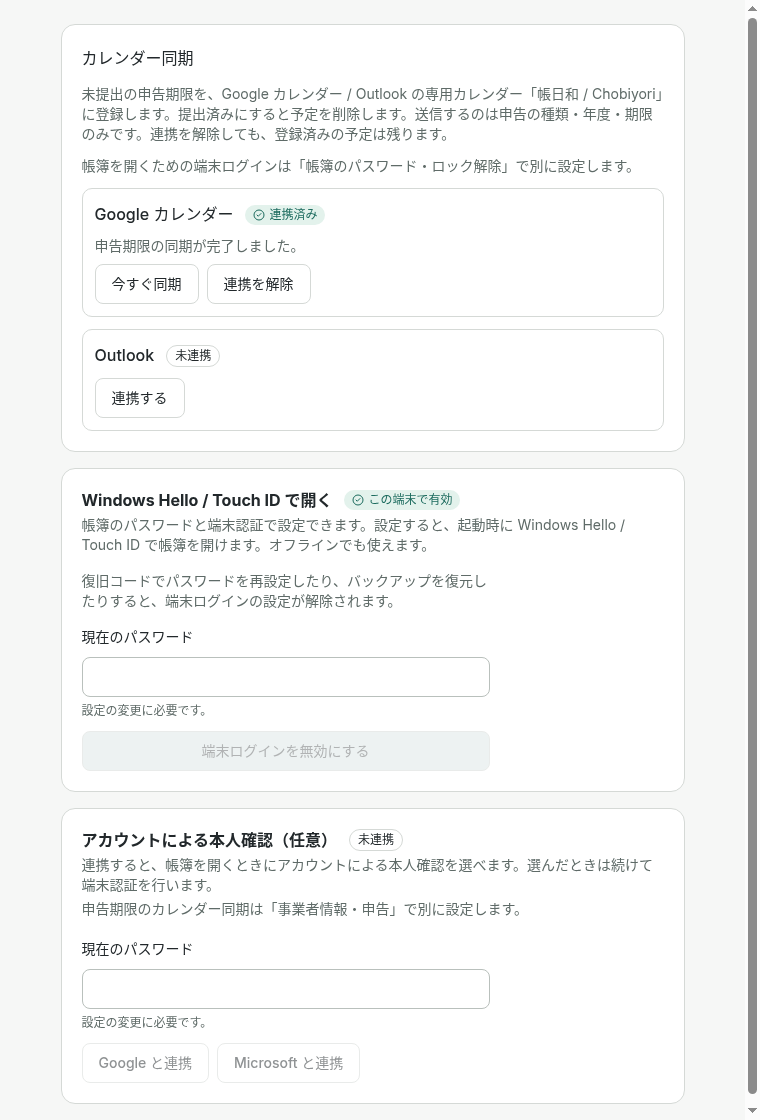 カレンダー同期
未提出の申告期限を、Google カレンダー / Outlook の専用カレンダー「帳日和 / Chobiyori」
に登録します。提出済みにすると予定を削除します。送信するのは申告の種類・年度・期限
のみです。連携を解除しても、登録済みの予定は残ります。
帳簿を開くための端末ログインは「帳簿のパスワード・ロック解除」で別に設定します。
Google カレンダー 連携済み
申告期限の同期が完了しました。
今すぐ同期 連携を解除
Outlook 未連携
連携する
Windows Hello / Touch ID で開く この端末で有効
帳簿のパスワードと端末認証で設定できます。設定すると、起動時に Windows Hello /
Touch ID で帳簿を開けます。オフラインでも使えます。
復旧コードでパスワードを再設定したり、バックアップを復元し
たりすると、端末ログインの設定が解除されます。
現在のパスワード
設定の変更に必要です。
端末ログインを無効にする
アカウントによる本人確認（任意） 未連携
連携すると、帳簿を開くときにアカウントによる本人確認を選べます。選んだときは続けて
端末認証を行います。
申告期限のカレンダー同期は「事業者情報・申告」で別に設定します。
現在のパスワード
設定の変更に必要です。
Google と連携 Microsoft と連携